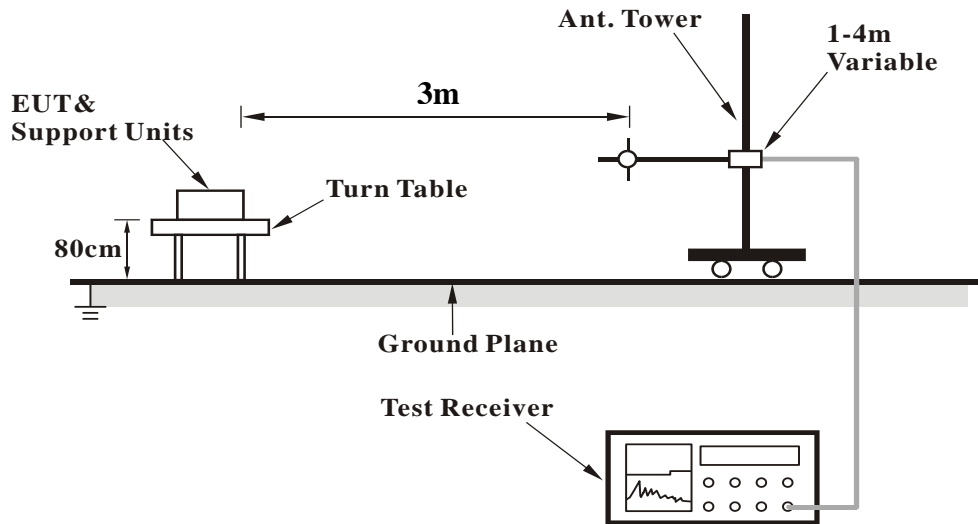 Ant. Tower
1-4m
Variable
3m
EUT&
Support Units
Turn Table
80cm
Ground Plane
Test Receiver